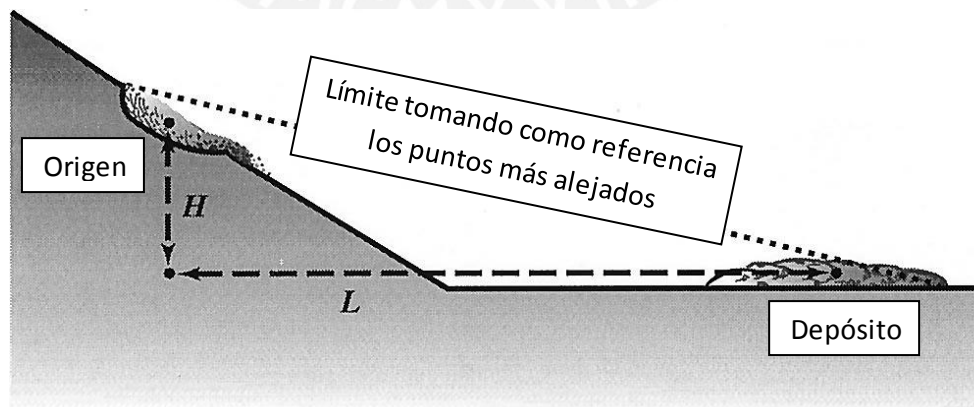 Límite tomando como referencia
los puntos más alejados
Origen
H
L
Depósito